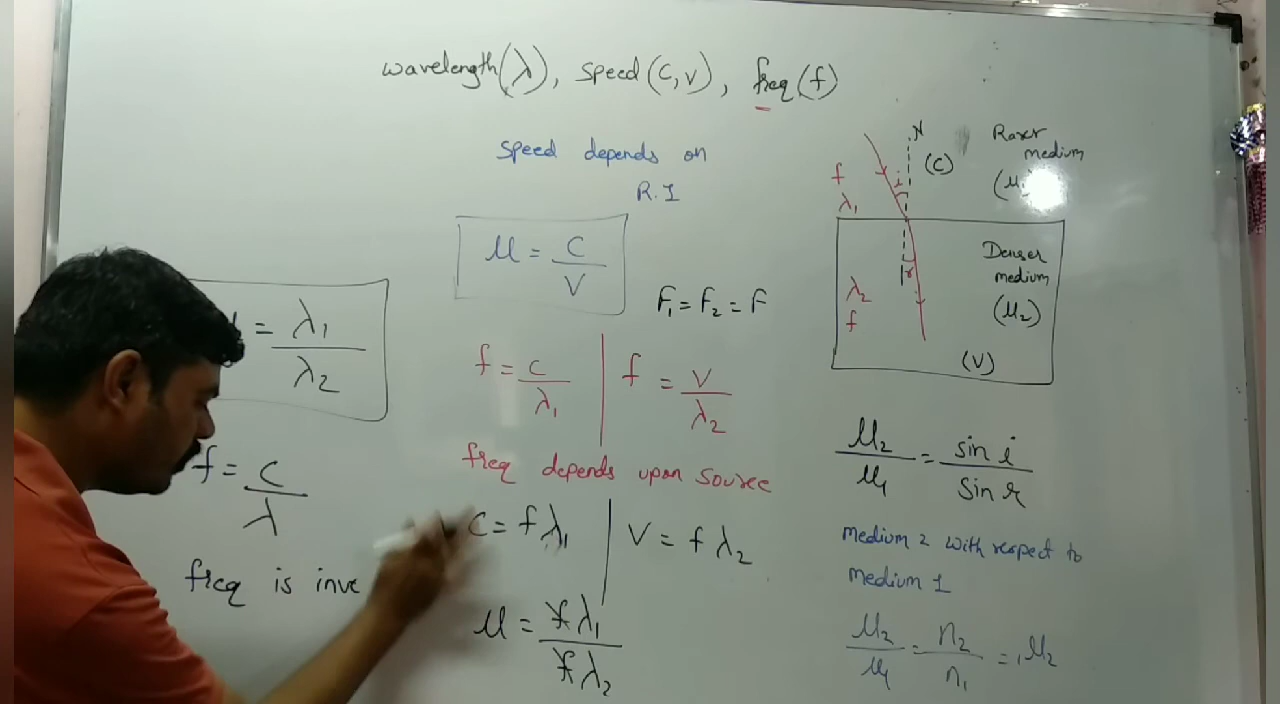 wavelength(λ), speed(C,V), freq(f)
speed depends on
R.I
μ = C/V
F₁ = F₂ = F
f = C/λ₁ | f = V/λ₂
freq depends upon source
C = fλ₁ | V = fλ₂
μ = fλ₁/fλ₂
= λ₁/λ₂
f = C/λ
freq is inve
N
(C)
Rarer
medium
(μ
f
λ₁
i
r
λ₂
f
Denser
medium
(μ₂)
(V)
μ₂/μ₁ = sin i/sin r
Medium 2 with respect to
medium 1
μ₂/μ₁ = n₂/n₁ = ₁μ₂